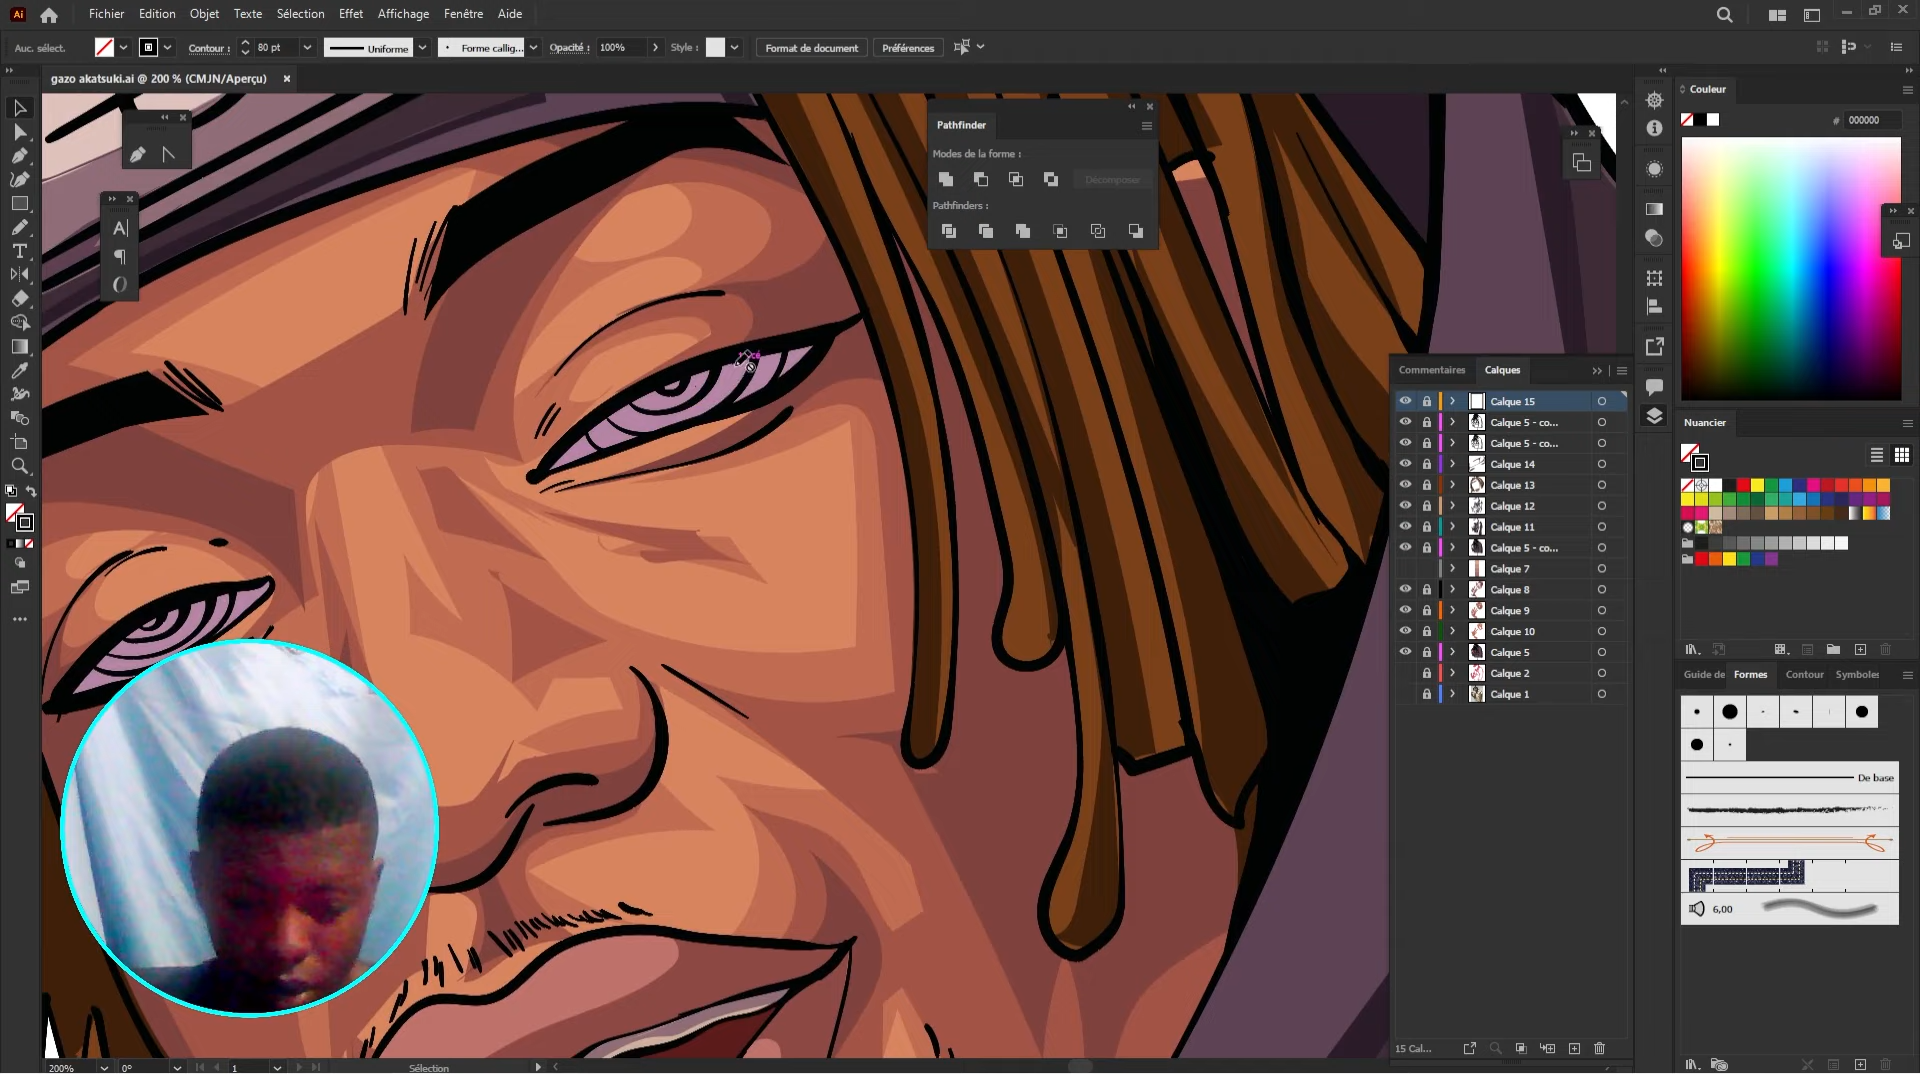 Ai Fichier Edition Objet Texte Sélection Effet Affichage Fenêtre Aide
Auc. sélect. Contour : 80 pt Uniforme Forme callig... Opacité : 100% Style : Format de document Préférences
gazo akatsuki.ai @ 200 % (CMJN/Aperçu)
Pathfinder
Modes de la forme :
Décomposer
Pathfinders :
Couleur
# 000000
Commentaires Calques
Calque 15
Calque 5 - co...
Calque 5 - co...
Calque 14
Calque 13
Calque 12
Calque 11
Calque 5 - co...
Calque 7
Calque 8
Calque 9
Calque 10
Calque 5
Calque 2
Calque 1
15 Cal...
Nuancier
Guide de Formes Contour Symboles
De base
6,00
200% 0° 1 Sélection